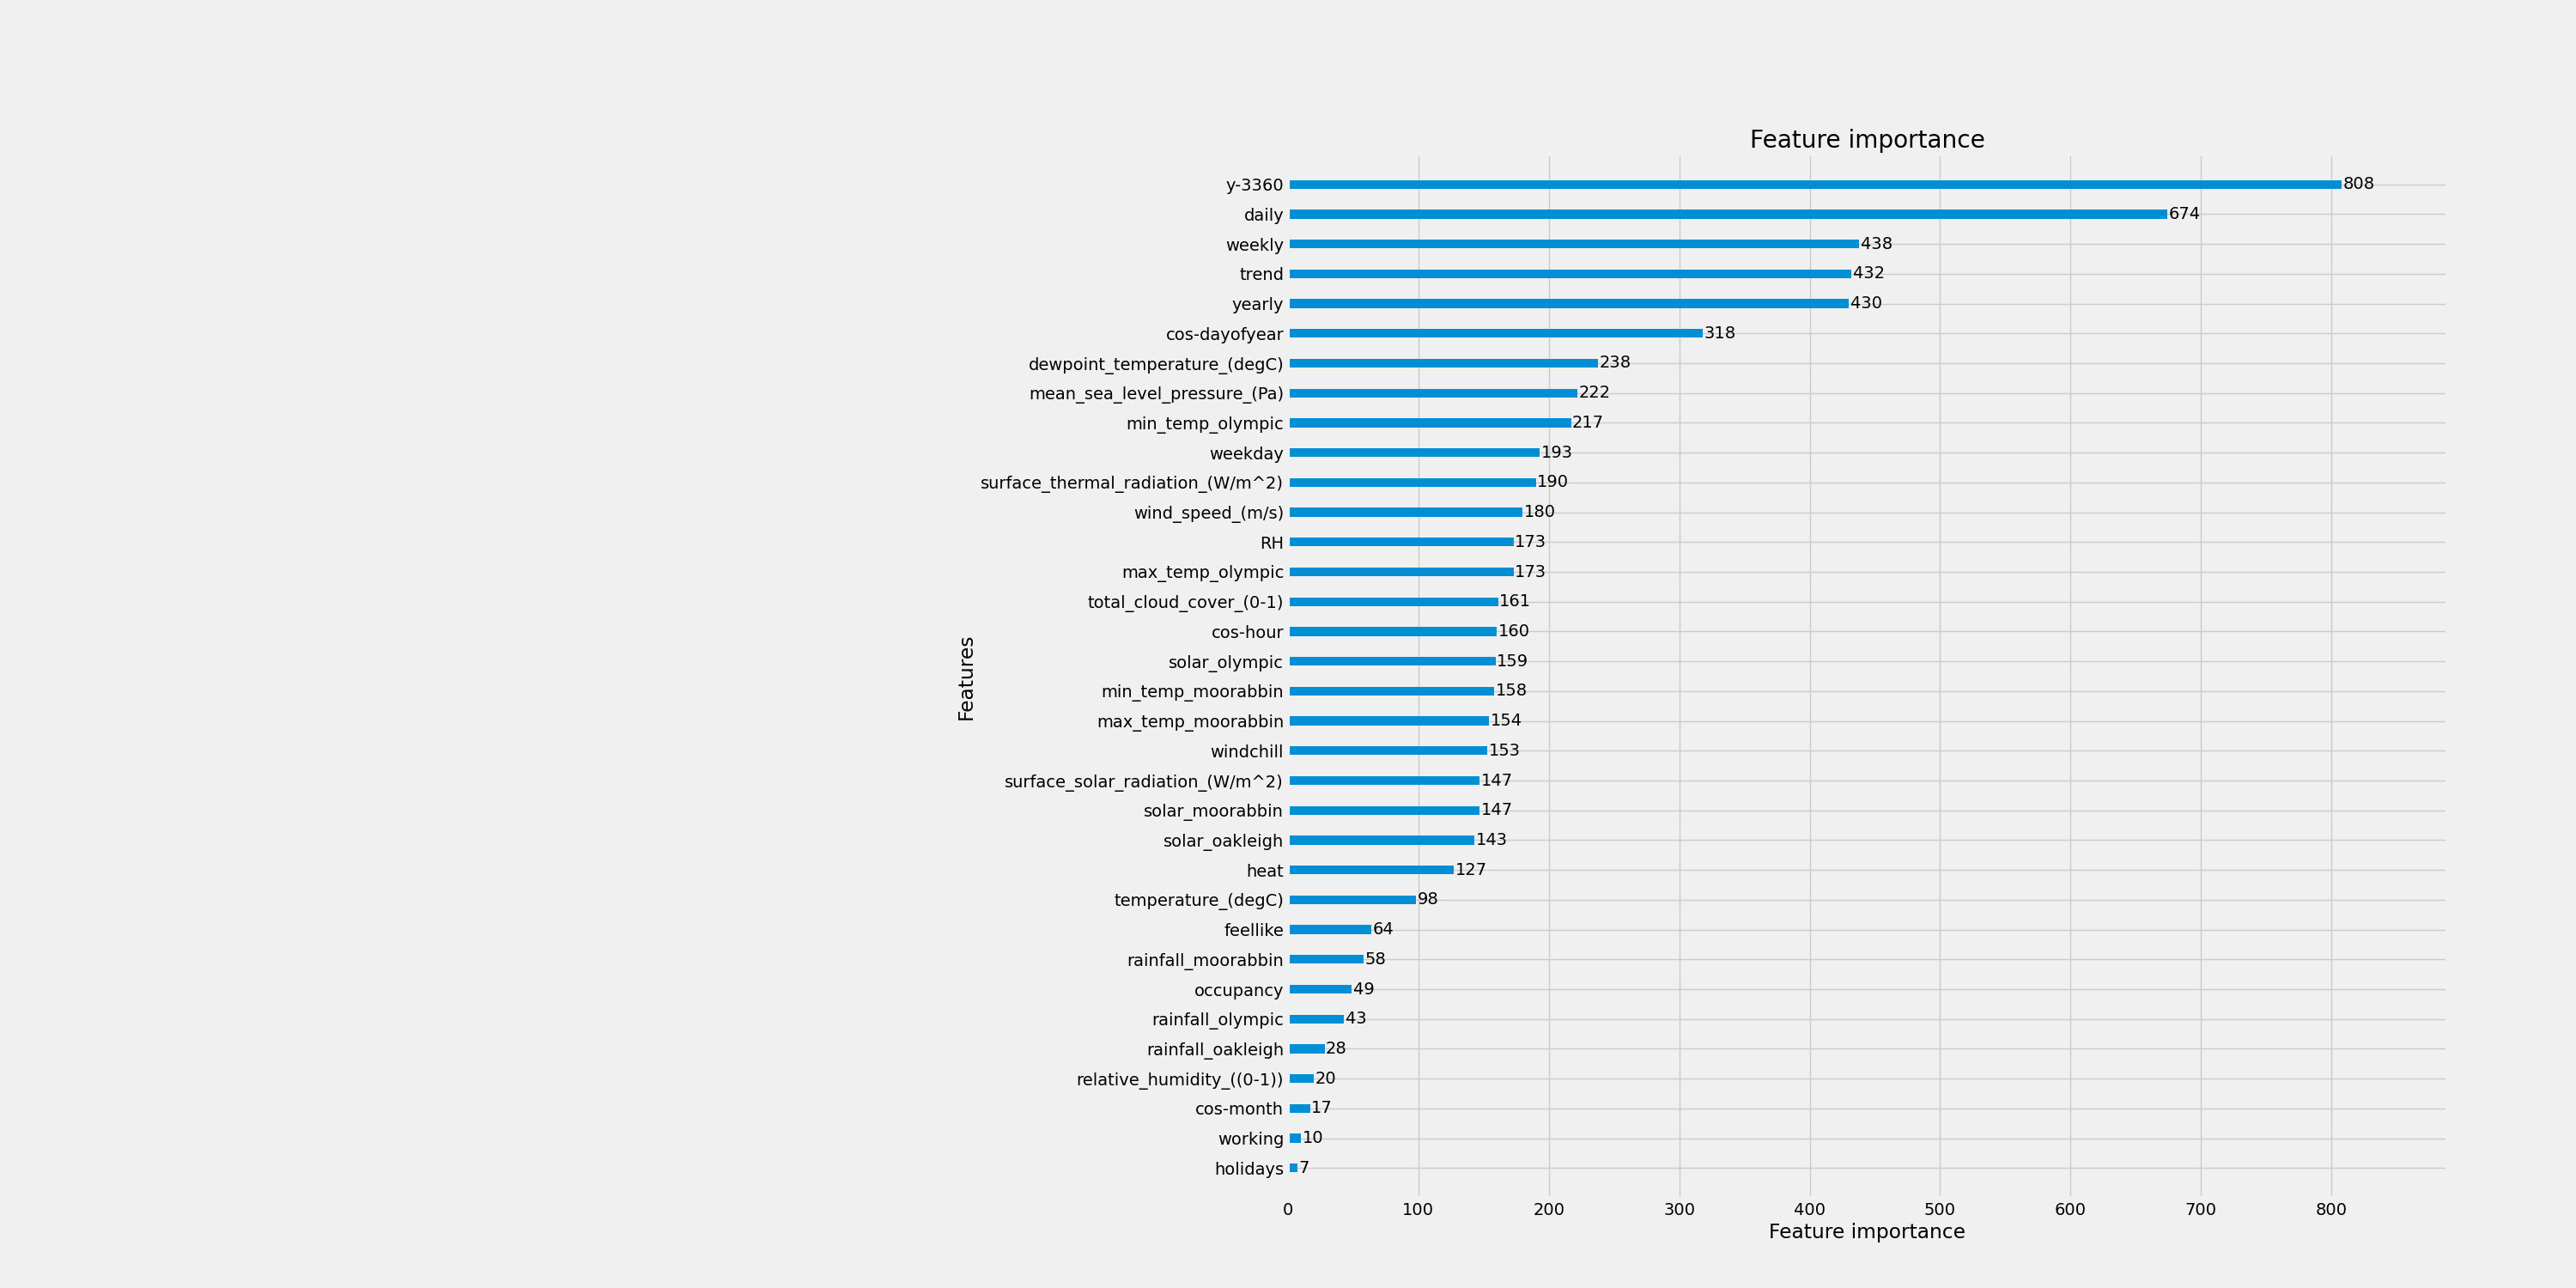 Feature importance
y-3360 808
daily 674
weekly 438
trend 432
yearly 430
cos-dayofyear 318
dewpoint_temperature_(degC) 238
mean_sea_level_pressure_(Pa) 222
min_temp_olympic 217
weekday 193
surface_thermal_radiation_(W/m^2) 190
wind_speed_(m/s) 180
RH 173
max_temp_olympic 173
total_cloud_cover_(0-1) 161
cos-hour 160
solar_olympic 159
min_temp_moorabbin 158
max_temp_moorabbin 154
windchill 153
surface_solar_radiation_(W/m^2) 147
solar_moorabbin 147
solar_oakleigh 143
heat 127
temperature_(degC) 98
feellike 64
rainfall_moorabbin 58
occupancy 49
rainfall_olympic 43
rainfall_oakleigh 28
relative_humidity_((0-1)) 20
cos-month 17
working 10
holidays 7
Features
0 100 200 300 400 500 600 700 800
Feature importance